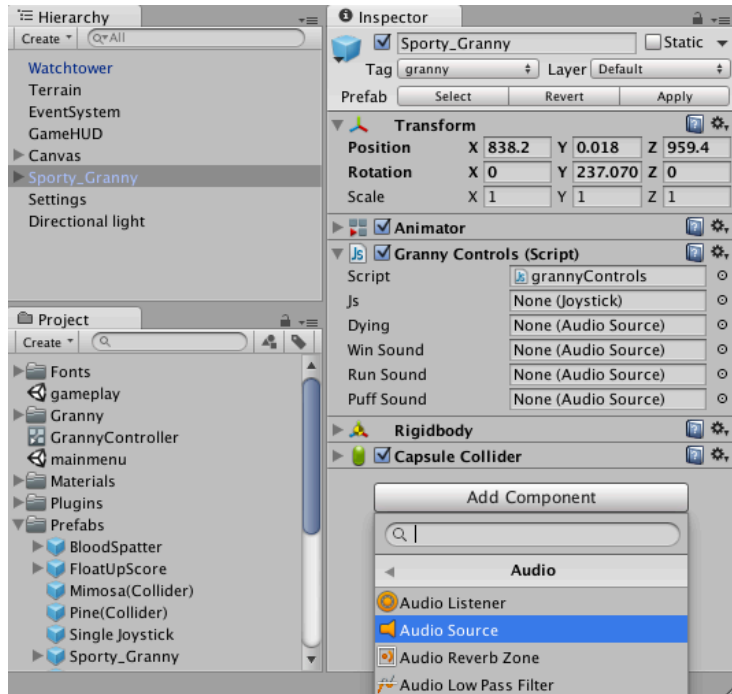 Hierarchy
Create
All
Watchtower
Terrain
EventSystem
GameHUD
Canvas
Sporty_Granny
Settings
Directional light
Project
Create
Fonts
gameplay
Granny
GrannyController
mainmenu
Materials
Plugins
Prefabs
BloodSpatter
FloatUpScore
Mimosa(Collider)
Pine(Collider)
Single Joystick
Sporty_Granny
Inspector
Sporty_Granny Static
Tag granny Layer Default
Prefab Select Revert Apply
Transform
Position X 838.2 Y 0.018 Z 959.4
Rotation X 0 Y 237.070 Z 0
Scale X 1 Y 1 Z 1
Animator
Js Granny Controls (Script)
Script grannyControls
Js None (Joystick)
Dying None (Audio Source)
Win Sound None (Audio Source)
Run Sound None (Audio Source)
Puff Sound None (Audio Source)
Rigidbody
Capsule Collider
Add Component
Audio
Audio Listener
Audio Source
Audio Reverb Zone
Audio Low Pass Filter